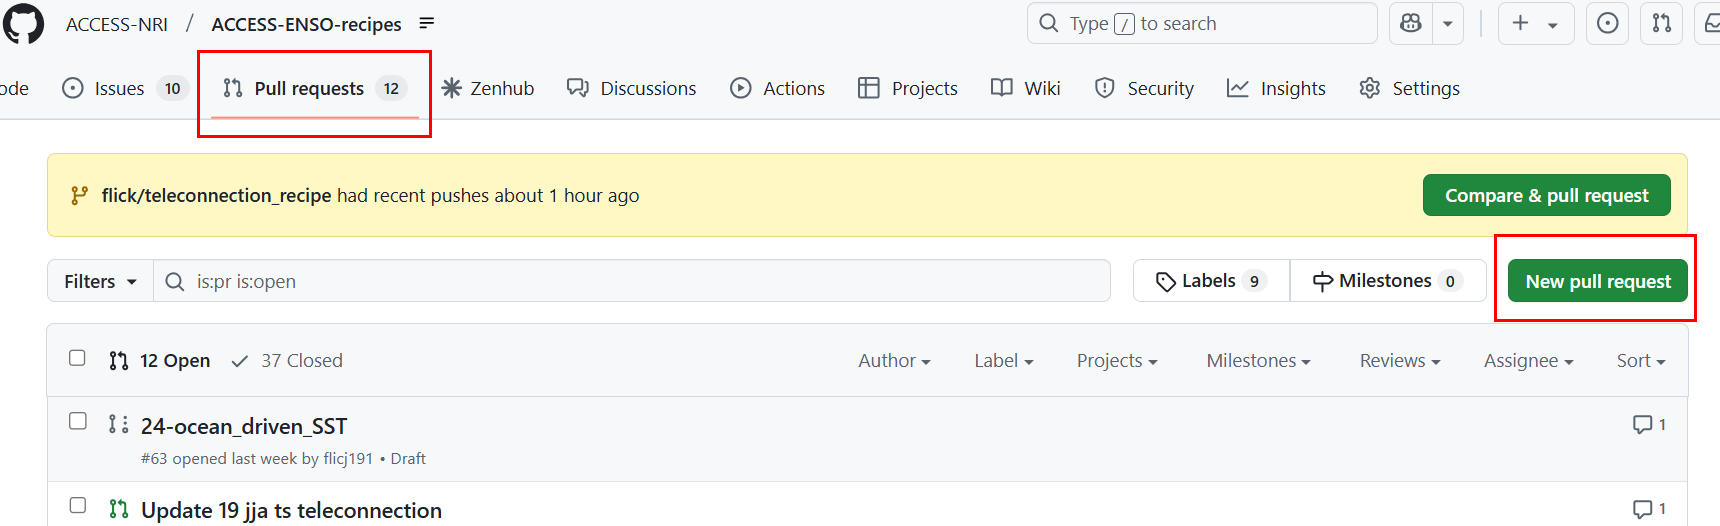 ACCESS-NRI / ACCESS-ENSO-recipes Type / to search
ode Issues 10 Pull requests 12 Zenhub Discussions Actions Projects Wiki Security Insights Settings
flick/teleconnection_recipe had recent pushes about 1 hour ago Compare & pull request
Filters is:pr is:open Labels 9 Milestones 0 New pull request
12 Open 37 Closed Author Label Projects Milestones Reviews Assignee Sort
24-ocean_driven_SST 1
#63 opened last week by flicj191 • Draft
Update 19 jja ts teleconnection 1